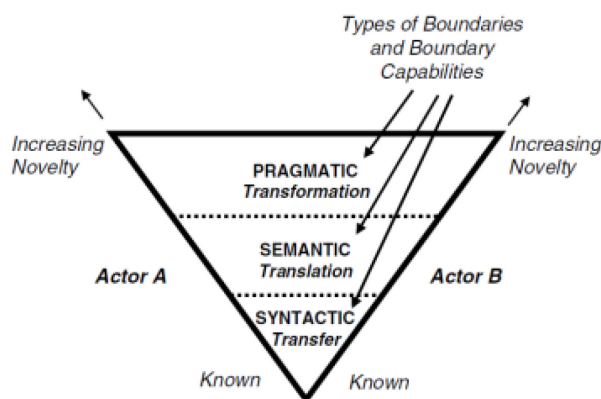 Types of Boundaries
and Boundary
Capabilities
Increasing
Novelty
Increasing
Novelty
PRAGMATIC
Transformation
SEMANTIC
Translation
Actor A
Actor B
SYNTACTIC
Transfer
Known
Known